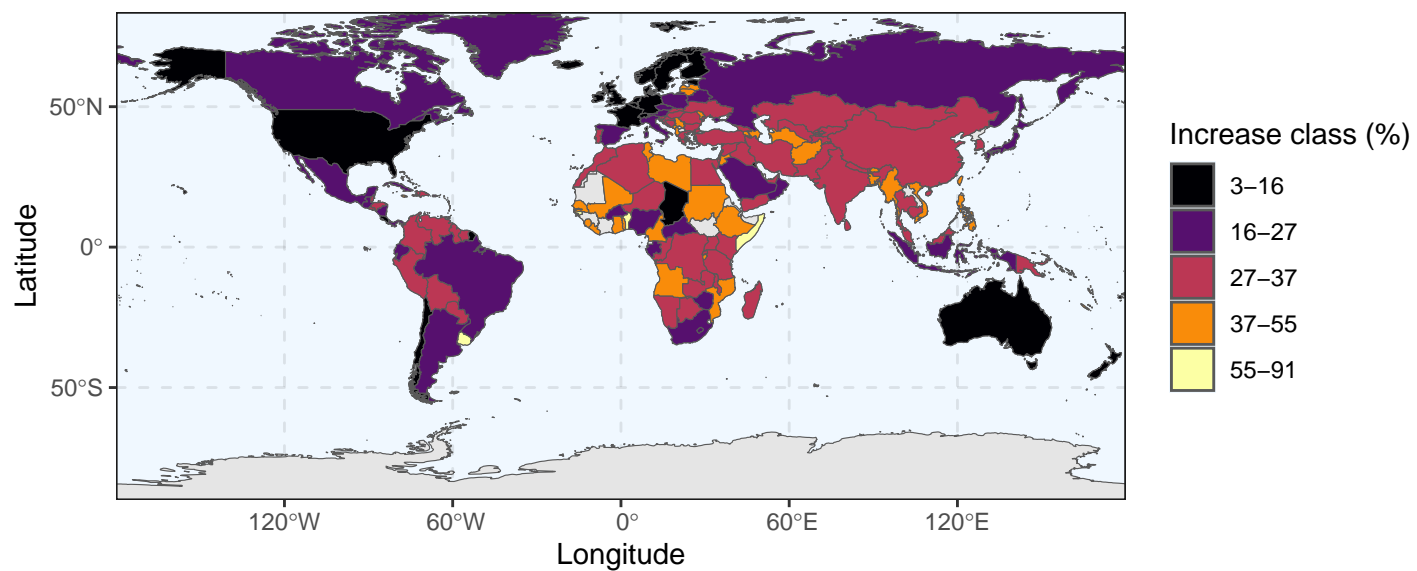 Latitude
50°N
0°
50°S
120°W
60°W
0°
60°E
120°E
Longitude
Increase class (%)
3–16
16–27
27–37
37–55
55–91